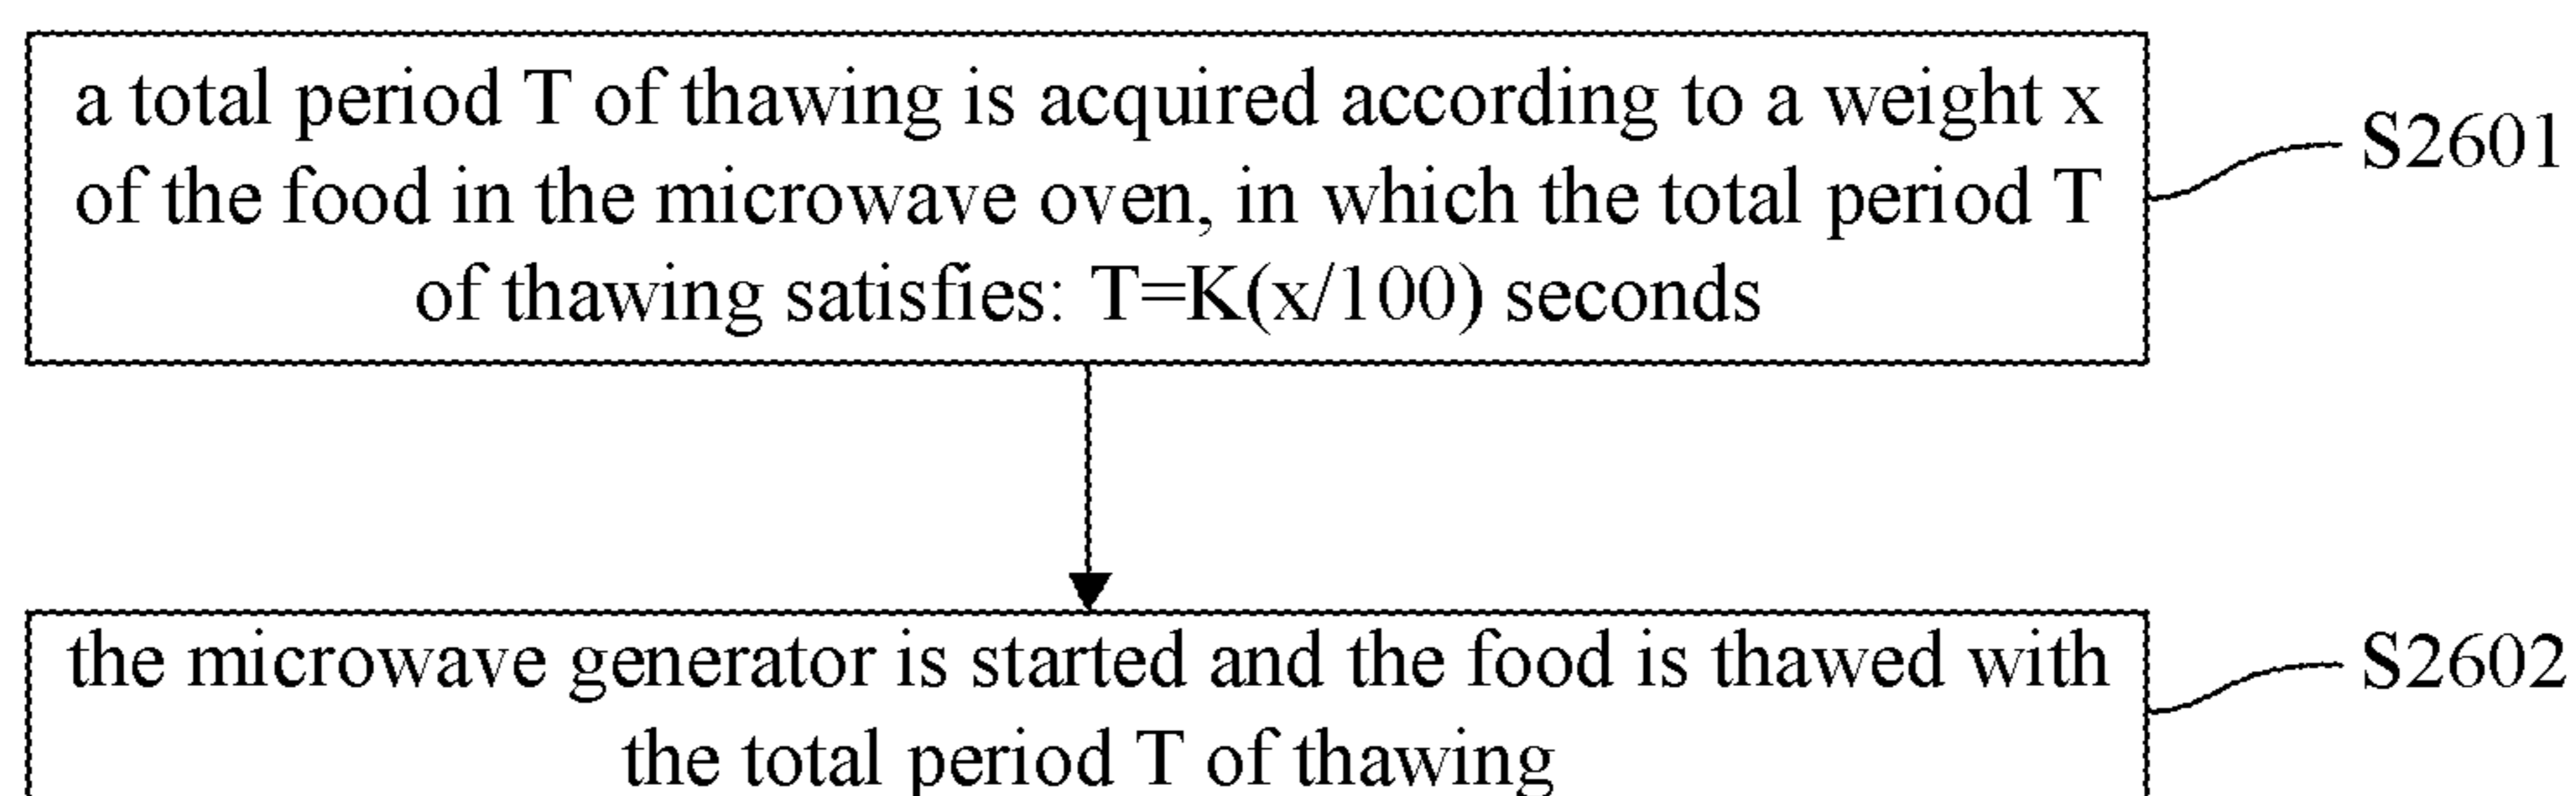 a total period T of thawing is acquired according to a weight x
of the food in the microwave oven, in which the total period T
of thawing satisfies: T=K(x/100) seconds
S2601
the microwave generator is started and the food is thawed with
the total period T of thawing
S2602